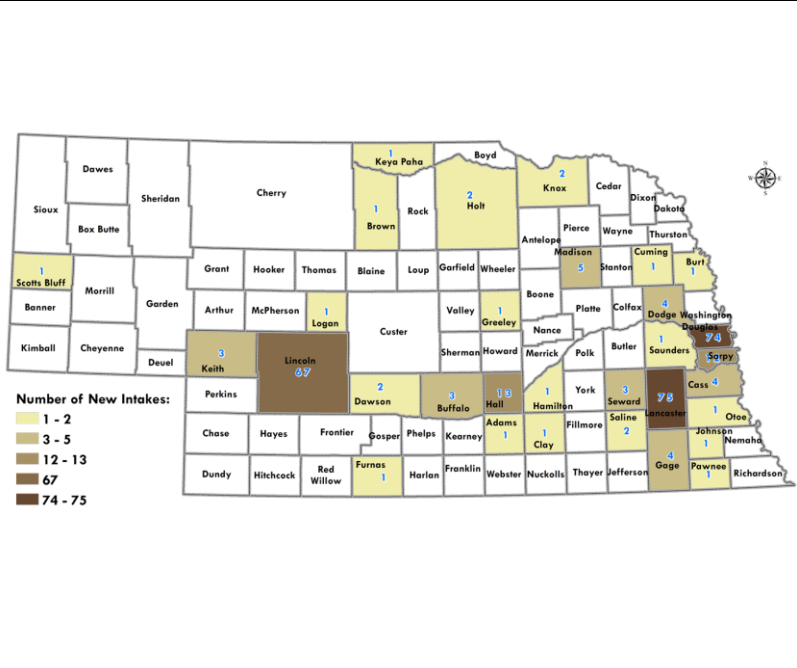 N
W E
S
1
Keya Paha
Boyd
Dawes
Cherry
Sheridan
Sioux
Box Butte
1
Brown
Rock
2
Holt
2
Knox
Cedar
Dixon
Dakota
Pierce
Wayne
Thurston
Antelope
Madison
5
Stanton
Cuming
1
Burt
1
1
Scotts Bluff
Grant
Hooker
Thomas
Blaine
Loup
Garfield
Wheeler
Morrill
Garden
Banner
Arthur
McPherson
1
Logan
Custer
Valley
1
Greeley
Boone
Platte
Colfax
4
Dodge
Washington
Douglas
74
Nance
Kimball
Cheyenne
Deuel
3
Keith
Lincoln
67
Sherman
Howard
Merrick
Polk
Butler
1
Saunders
Sarpy
Perkins
2
Dawson
3
Buffalo
13
Hall
1
Hamilton
York
3
Seward
75
Lancaster
Cass 4
1
Otoe
Chase
Hayes
Frontier
Gosper
Phelps
Kearney
Adams
1
1
Clay
Fillmore
Saline
2
Johnson
1
Nemaha
4
Gage
Dundy
Hitchcock
Red
Willow
Furnas
1
Harlan
Franklin
Webster
Nuckolls
Thayer
Jefferson
Pawnee
1
Richardson
Number of New Intakes:
1 - 2
3 - 5
12 - 13
67
74 - 75